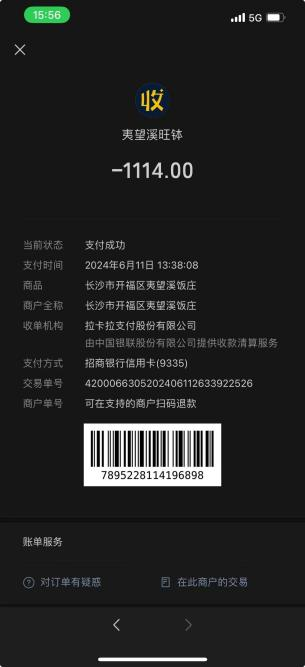 15:56
5G
收
夷望溪旺钵
-1114.00
当前状态 支付成功
支付时间 2024年6月11日 13:38:08
商品 长沙市开福区夷望溪饭庄
商户全称 长沙市开福区夷望溪饭庄
收单机构 拉卡拉支付股份有限公司
由中国银联股份有限公司提供收款清算服务
支付方式 招商银行信用卡(9335)
交易单号 4200066305202406112633922526
商户单号 可在支持的商户扫码退款
7895228114196898
账单服务
对订单有疑惑 在此商户的交易